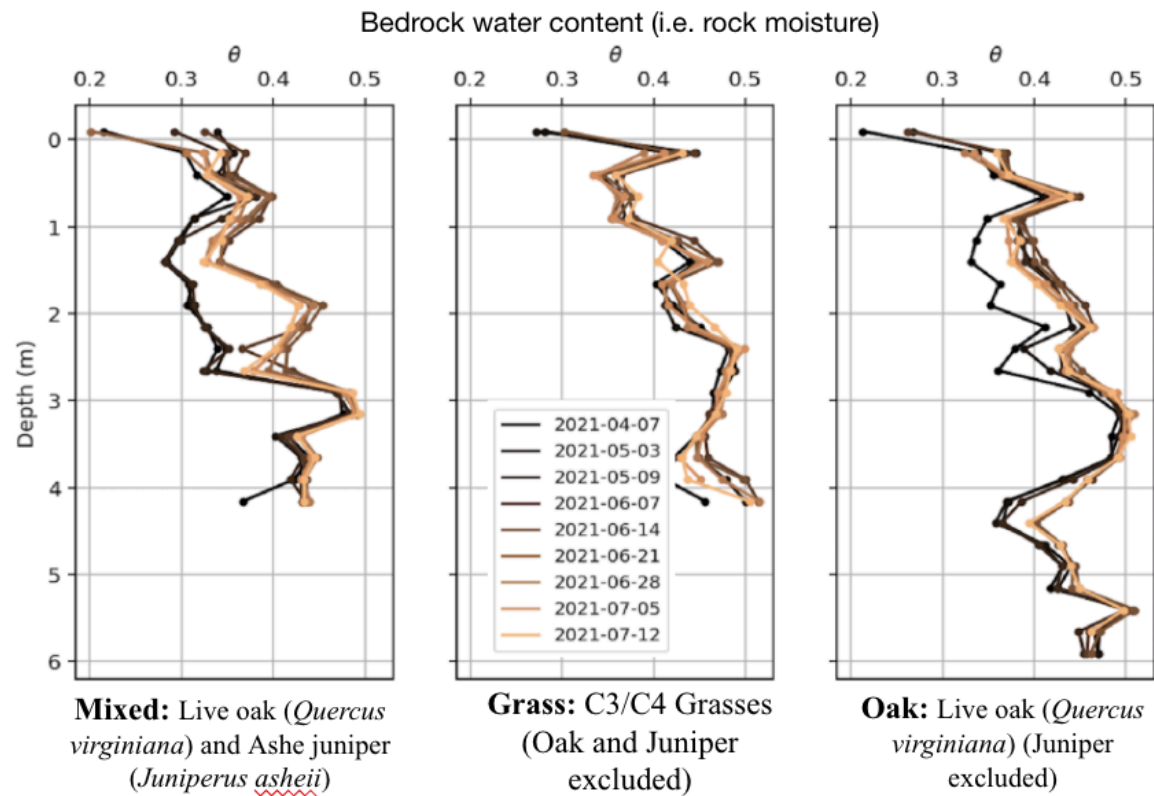 Bedrock water content (i.e. rock moisture)
θ θ θ
0.2 0.3 0.4 0.5 0.2 0.3 0.4 0.5 0.2 0.3 0.4 0.5
0
1
2
3
4
5
6
Depth (m)
2021-04-07
2021-05-03
2021-05-09
2021-06-07
2021-06-14
2021-06-21
2021-06-28
2021-07-05
2021-07-12
Mixed: Live oak (Quercus
virginiana) and Ashe juniper
(Juniperus asheii)
Grass: C3/C4 Grasses
(Oak and Juniper
excluded)
Oak: Live oak (Quercus
virginiana) (Juniper
excluded)